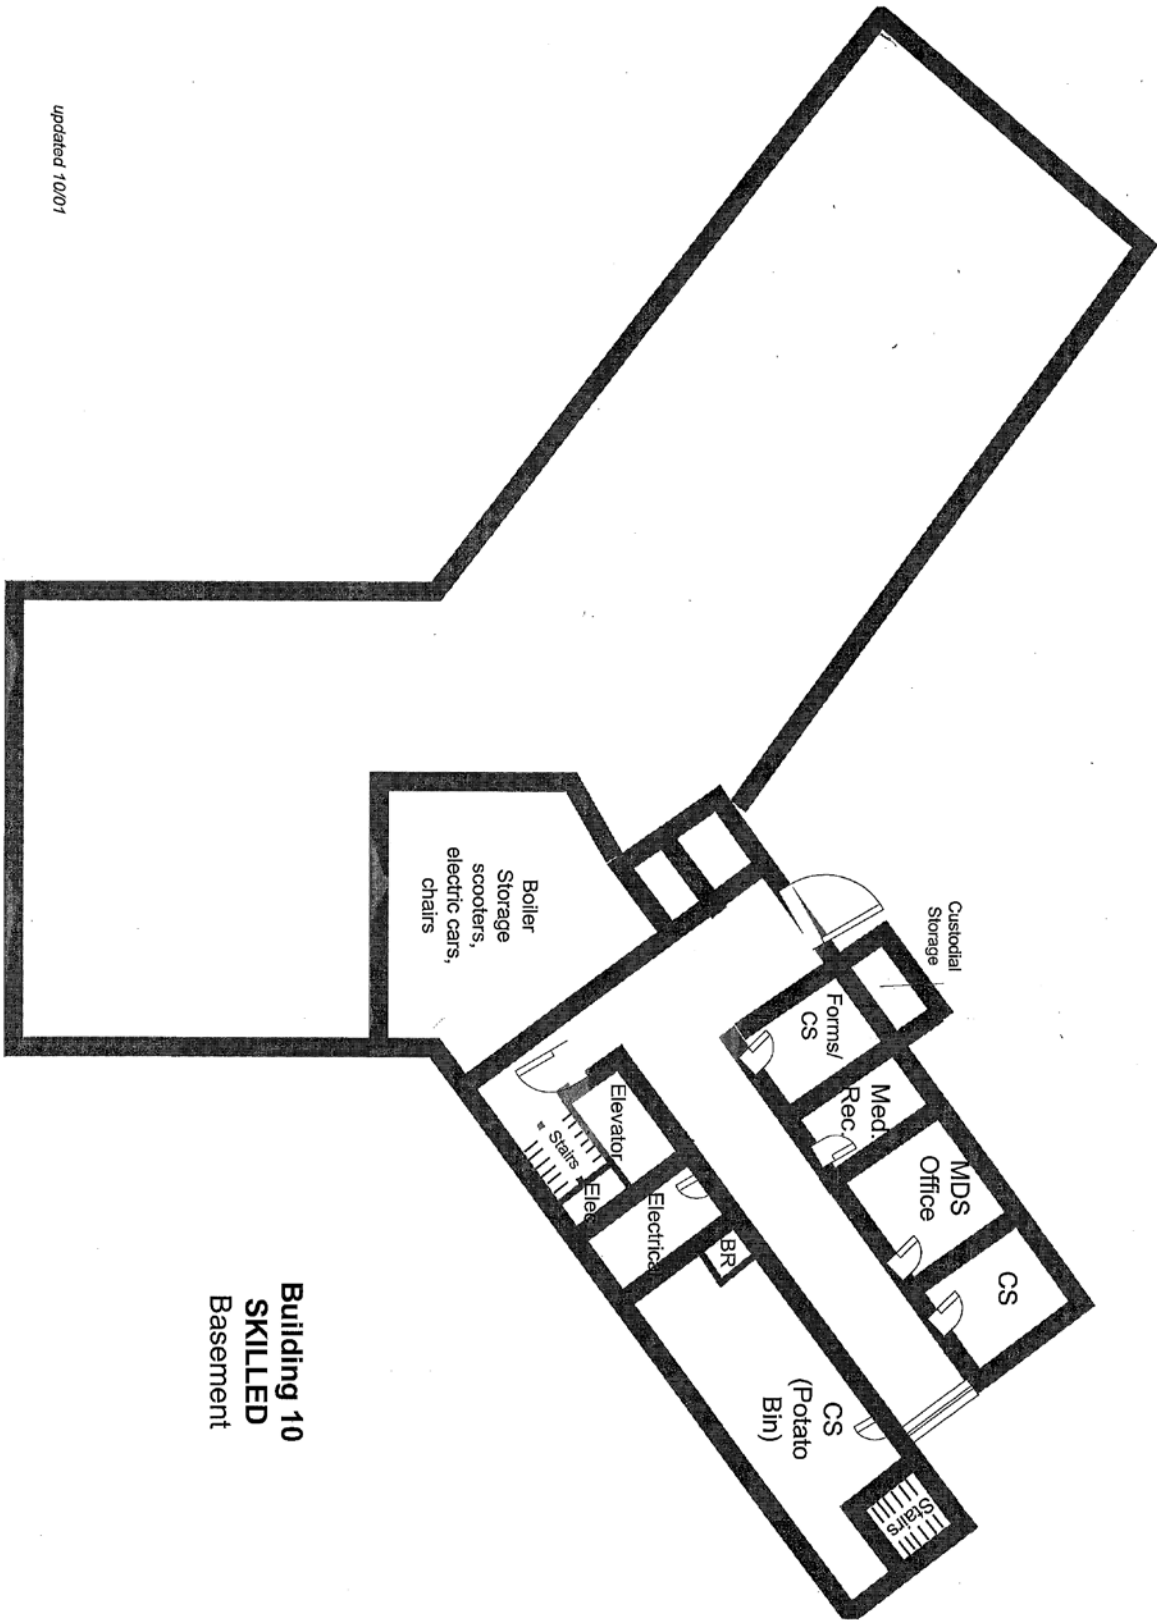 Custodial
Storage
Forms/
CS
Med.
Rec.
MDS
Office
CS
Boiler
Storage
scooters,
electric cars,
chairs
Elevator
Stairs
Elec
Electrical
BR
CS
(Potato
Bin)
Stairs
Building 10
SKILLED
Basement
updated 10/01